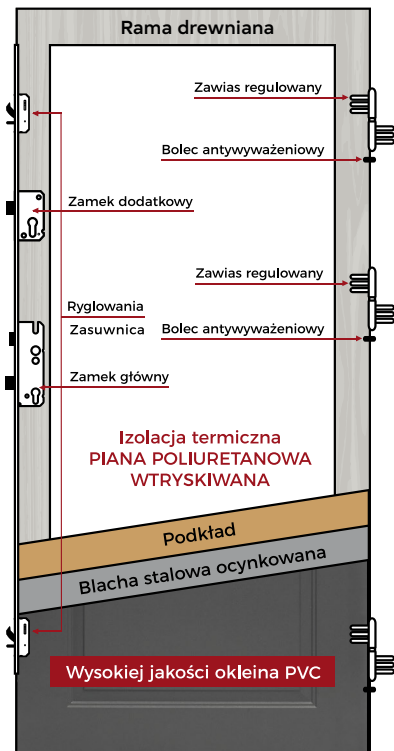 Rama drewniana
Zawias regulowany
Bolec antywyważeniowy
Zamek dodatkowy
Zawias regulowany
Ryglowania
Zasuwnica
Bolec antywyważeniowy
Zamek główny
Izolacja termiczna
PIANA POLIURETANOWA
WTRYSKIWANA
Podkład
Blacha stalowa ocynkowana
Wysokiej jakości okleina PVC